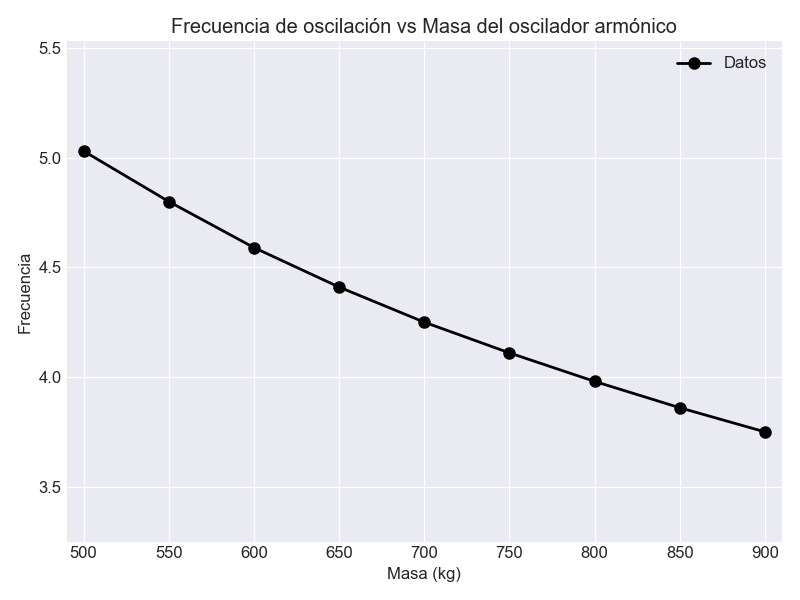 Frecuencia de oscilación vs Masa del oscilador armónico
Datos
5.5
5.0
4.5
4.0
3.5
Frecuencia
500 550 600 650 700 750 800 850 900
Masa (kg)